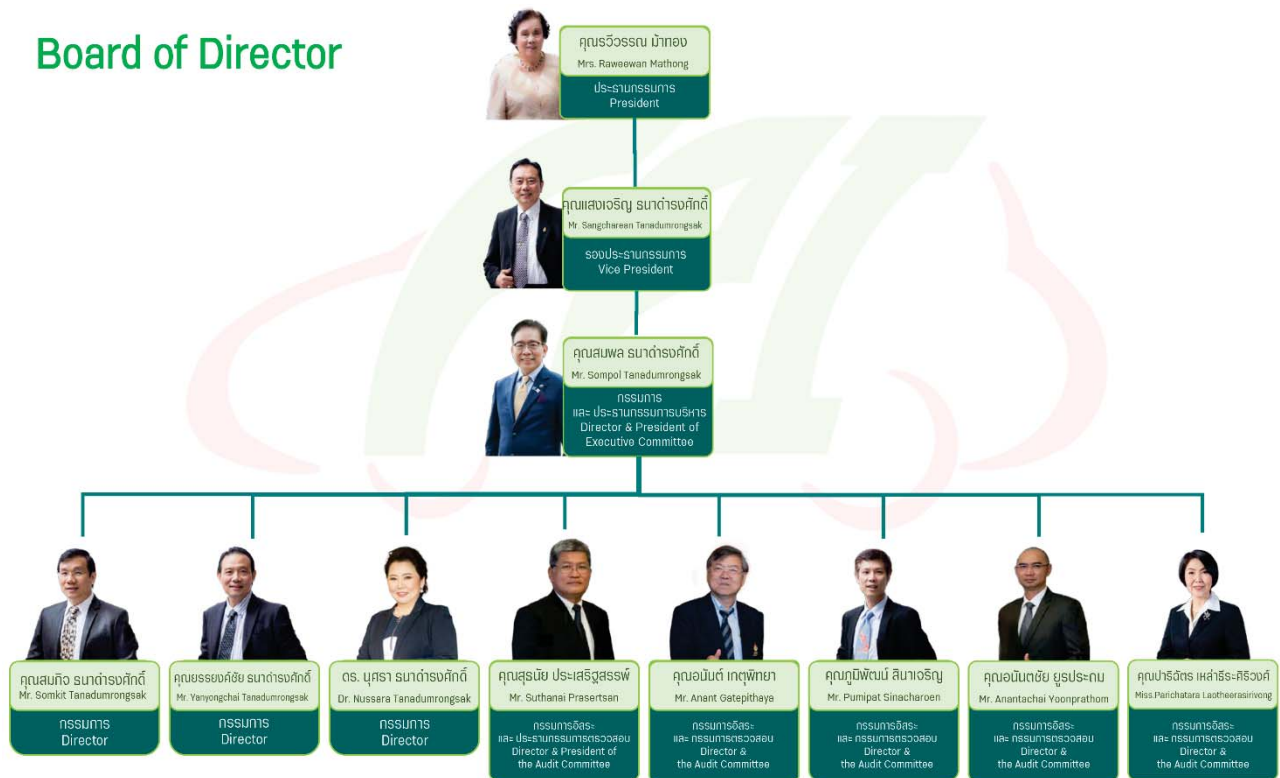 Board of Director
คุณรวีวรรณ ม้าทอง
Mrs. Raweewan Mathong
ประธานกรรมการ
President
คุณแสงเจริญ ธนาดำรงศักดิ์
Mr. Sangchareen Tanadumrongsak
รองประธานกรรมการ
Vice President
คุณสมพล ธนาดำรงศักดิ์
Mr. Sompol Tanadumrongsak
กรรมการ
และ ประธานกรรมการบริหาร
Director & President of
Executive Committee
คุณสมกิจ ธนาดำรงศักดิ์
Mr. Somkit Tanadumrongsak
กรรมการ
Director
คุณยรรยงค์ชัย ธนาดำรงศักดิ์
Mr. Yanyongchai Tanadumrongsak
กรรมการ
Director
ดร. นุศรา ธนาดำรงศักดิ์
Dr. Nussara Tanadumrongsak
กรรมการ
Director
คุณสุธนัย ประเสริฐสรรพ์
Mr. Suthanai Prasertsan
กรรมการอิสระ
และ ประธานกรรมการตรวจสอบ
Director & President of
the Audit Committee
คุณอนันต์ เกตุพิทยา
Mr. Anant Gatepithaya
กรรมการอิสระ
และ กรรมการตรวจสอบ
Director &
the Audit Committee
คุณภูมิพัฒน์ สินาเจริญ
Mr. Pumipat Sinacharoen
กรรมการอิสระ
และ กรรมการตรวจสอบ
Director &
the Audit Committee
คุณอนันตชัย ยูรประถม
Mr. Anantachai Yoonprathom
กรรมการอิสระ
และ กรรมการตรวจสอบ
Director &
the Audit Committee
คุณปาริฉัตร เหล่าธีระศิริวงศ์
Miss.Parichatara Laotheerasirivong
กรรมการอิสระ
และ กรรมการตรวจสอบ
Director &
the Audit Committee